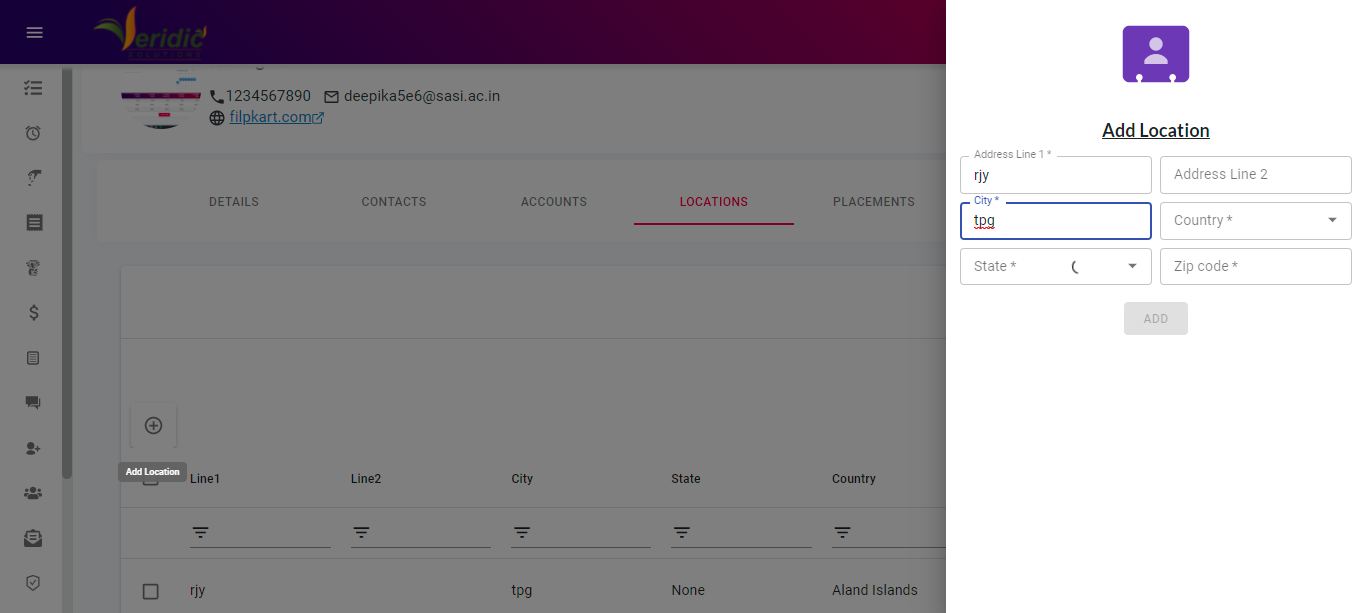 Veridic
SOLUTIONS
1234567890 deepika5e6@sasi.ac.in
filpkart.com
DETAILS CONTACTS ACCOUNTS LOCATIONS PLACEMENTS
Add Location
Line1 Line2 City State Country
rjy tpg None Aland Islands
Add Location
Address Line 1 *
rjy
Address Line 2
City *
tpg
Country *
State *
Zip code *
ADD